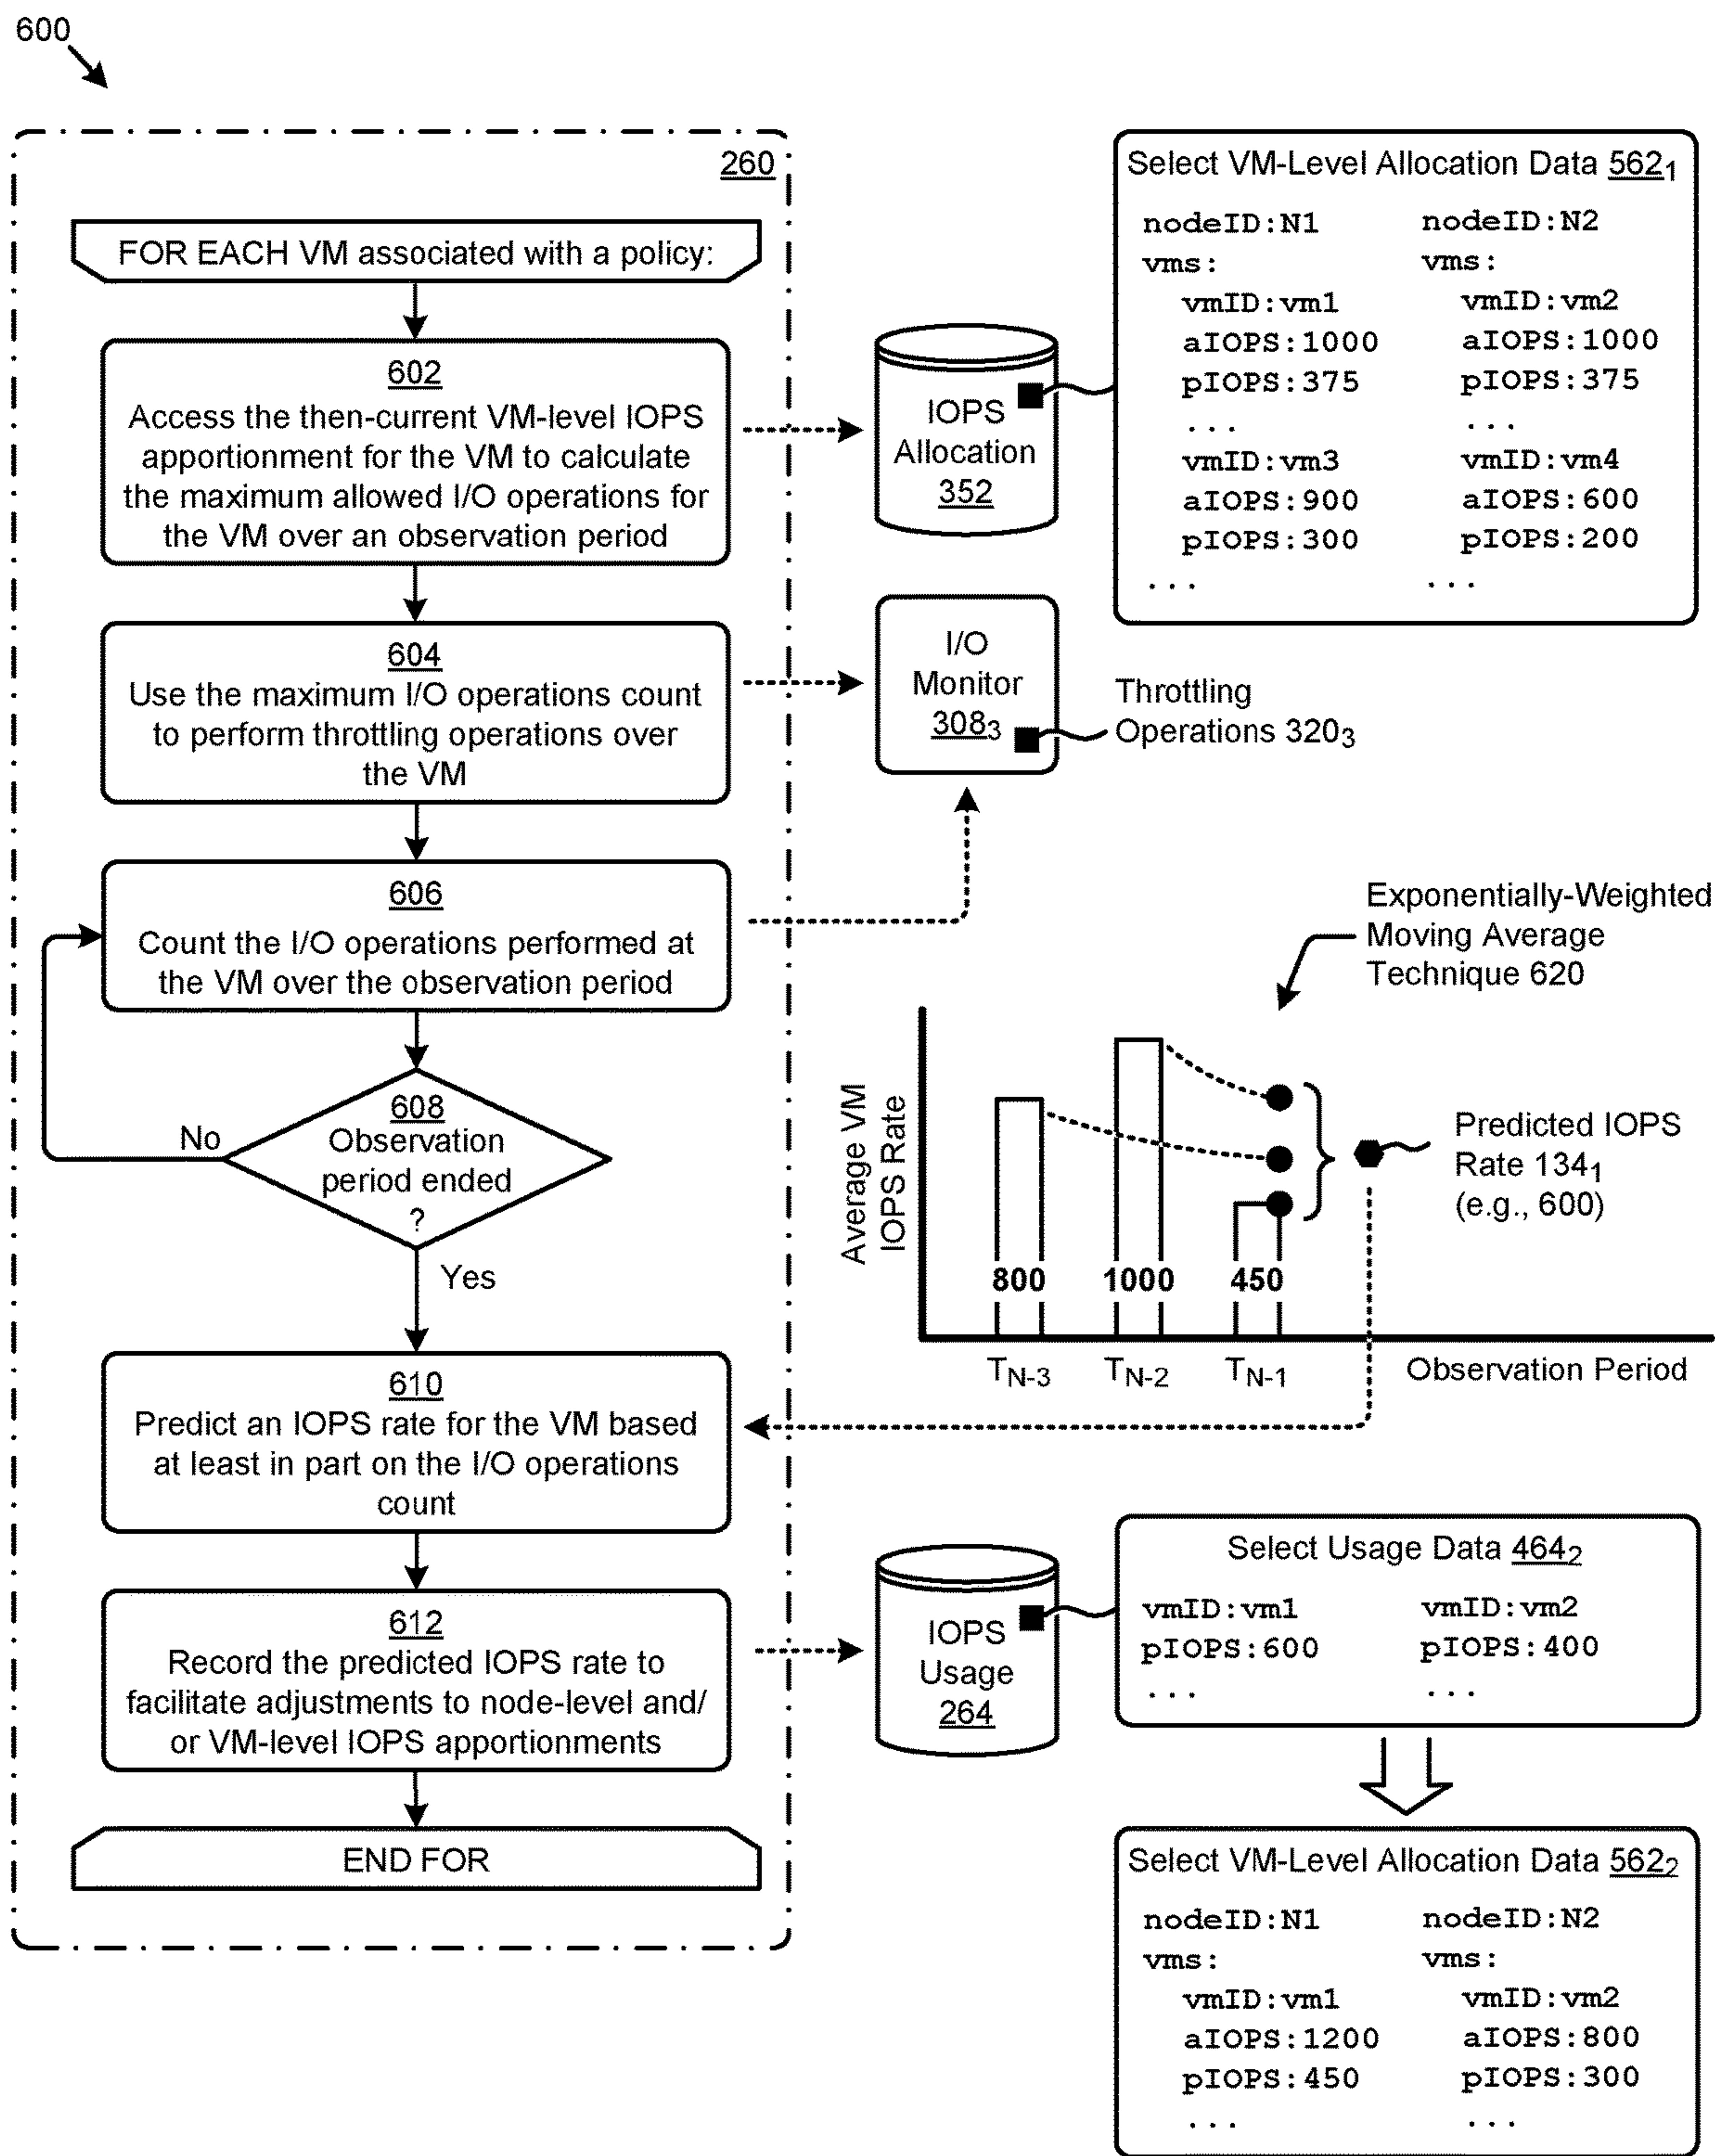 600
260
FOR EACH VM associated with a policy:
602
Access the then-current VM-level IOPS
apportionment for the VM to calculate
the maximum allowed I/O operations for
the VM over an observation period
604
Use the maximum I/O operations count
to perform throttling operations over
the VM
606
Count the I/O operations performed at
the VM over the observation period
608
Observation
period ended
?
No
Yes
610
Predict an IOPS rate for the VM based
at least in part on the I/O operations
count
612
Record the predicted IOPS rate to
facilitate adjustments to node-level and/
or VM-level IOPS apportionments
END FOR
IOPS
Allocation
352
Select VM-Level Allocation Data 562₁
nodeID:N1
vms:
vmID:vm1
aIOPS:1000
pIOPS:375
...
vmID:vm3
aIOPS:900
pIOPS:300
...
nodeID:N2
vms:
vmID:vm2
aIOPS:1000
pIOPS:375
...
vmID:vm4
aIOPS:600
pIOPS:200
...
I/O
Monitor
308₃
Throttling
Operations 320₃
Exponentially-Weighted
Moving Average
Technique 620
Average VM
IOPS Rate
800
1000
450
T_N-3
T_N-2
T_N-1
Observation Period
Predicted IOPS
Rate 134₁
(e.g., 600)
IOPS
Usage
264
Select Usage Data 464₂
vmID:vm1
pIOPS:600
...
vmID:vm2
pIOPS:400
...
Select VM-Level Allocation Data 562₂
nodeID:N1
vms:
vmID:vm1
aIOPS:1200
pIOPS:450
...
nodeID:N2
vms:
vmID:vm2
aIOPS:800
pIOPS:300
...